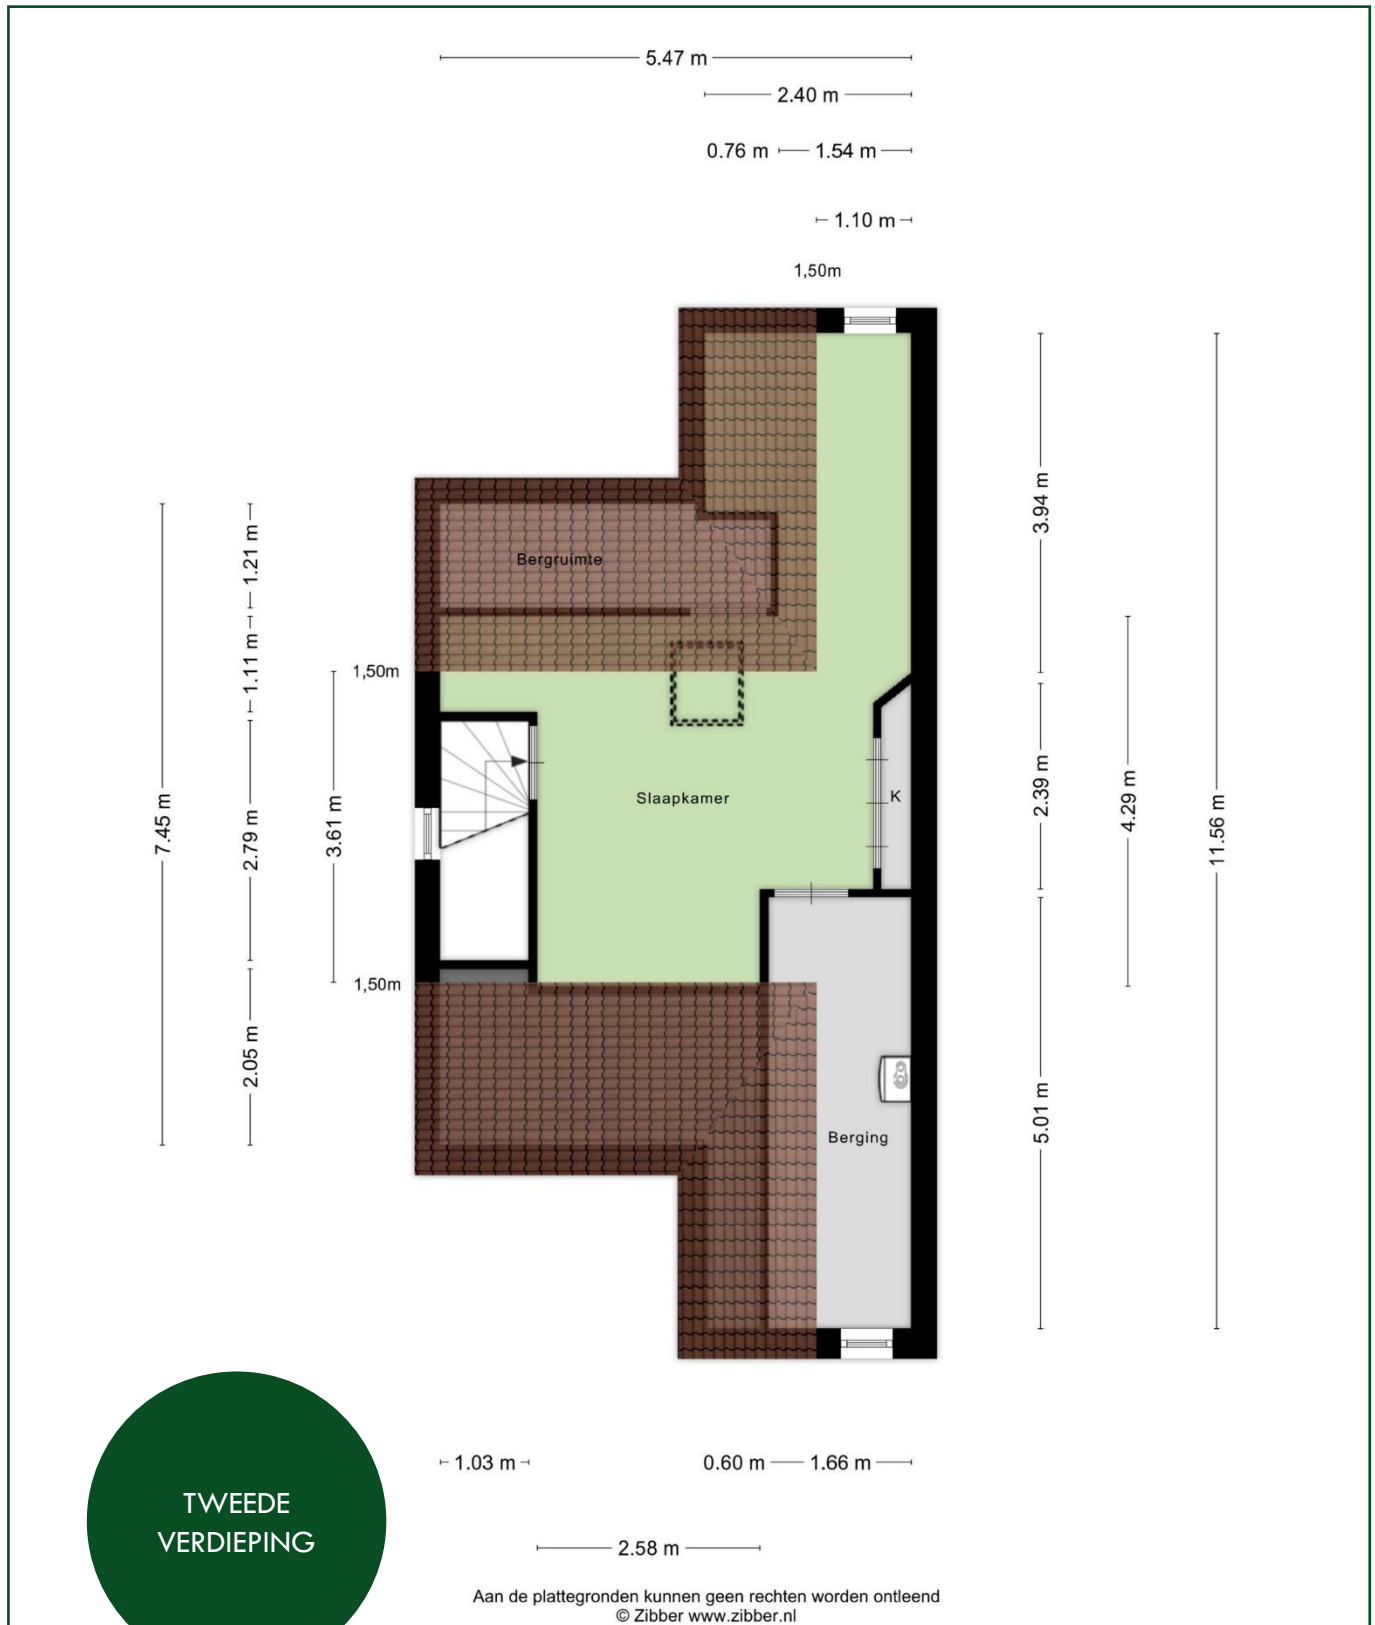 5.47 m
2.40 m
0.76 m
1.54 m
1.10 m
1,50m
3.94 m
1.21 m
Bergruimte
1.11 m
1,50m
7.45 m
2.79 m
3.61 m
Slaapkamer
K
2.39 m
4.29 m
11.56 m
1,50m
2.05 m
5.01 m
Berging
1.03 m
0.60 m
1.66 m
TWEEDE
VERDIEPING
2.58 m
Aan de plattegronden kunnen geen rechten worden ontleend
© Zibber www.zibber.nl